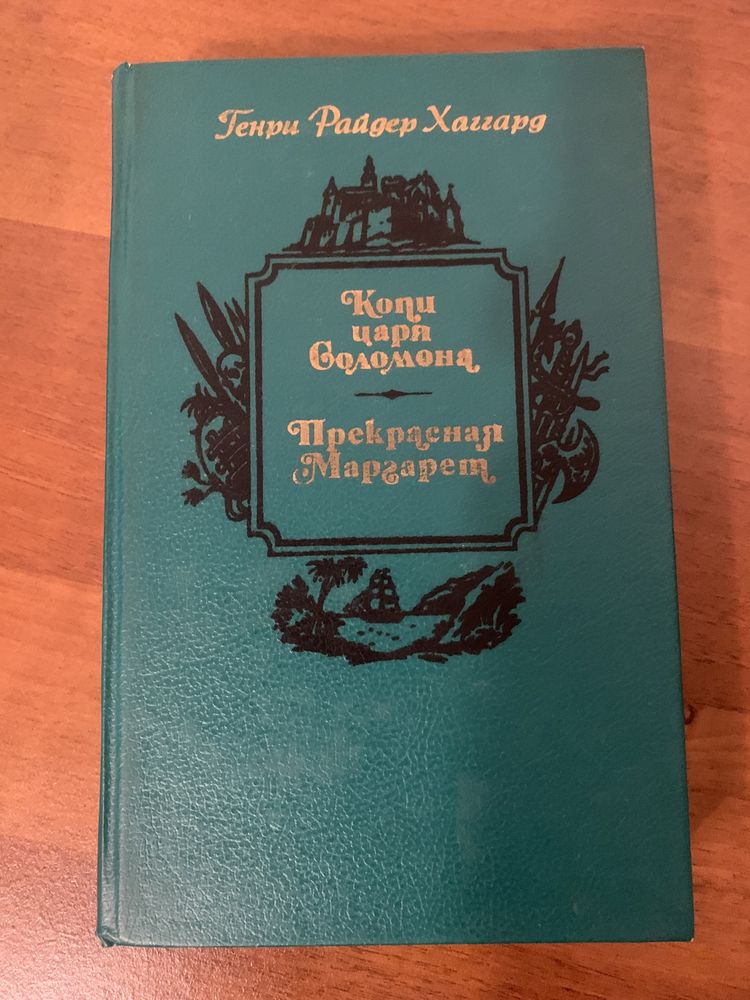 Генри Райдер Хаггард
Копи
царя
Соломона
Прекрасная
Маргарет